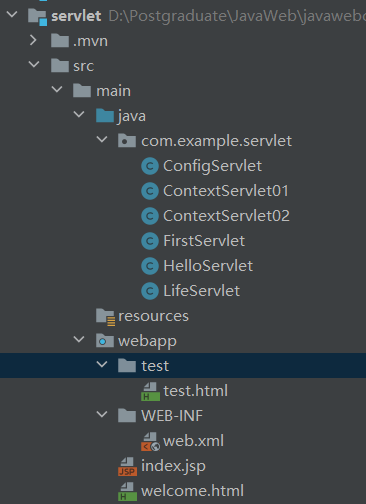 servlet D:\Postgraduate\JavaWeb\javawebc
.mvn
src
main
java
com.example.servlet
ConfigServlet
ContextServlet01
ContextServlet02
FirstServlet
HelloServlet
LifeServlet
resources
webapp
test
test.html
WEB-INF
web.xml
index.jsp
welcome.html